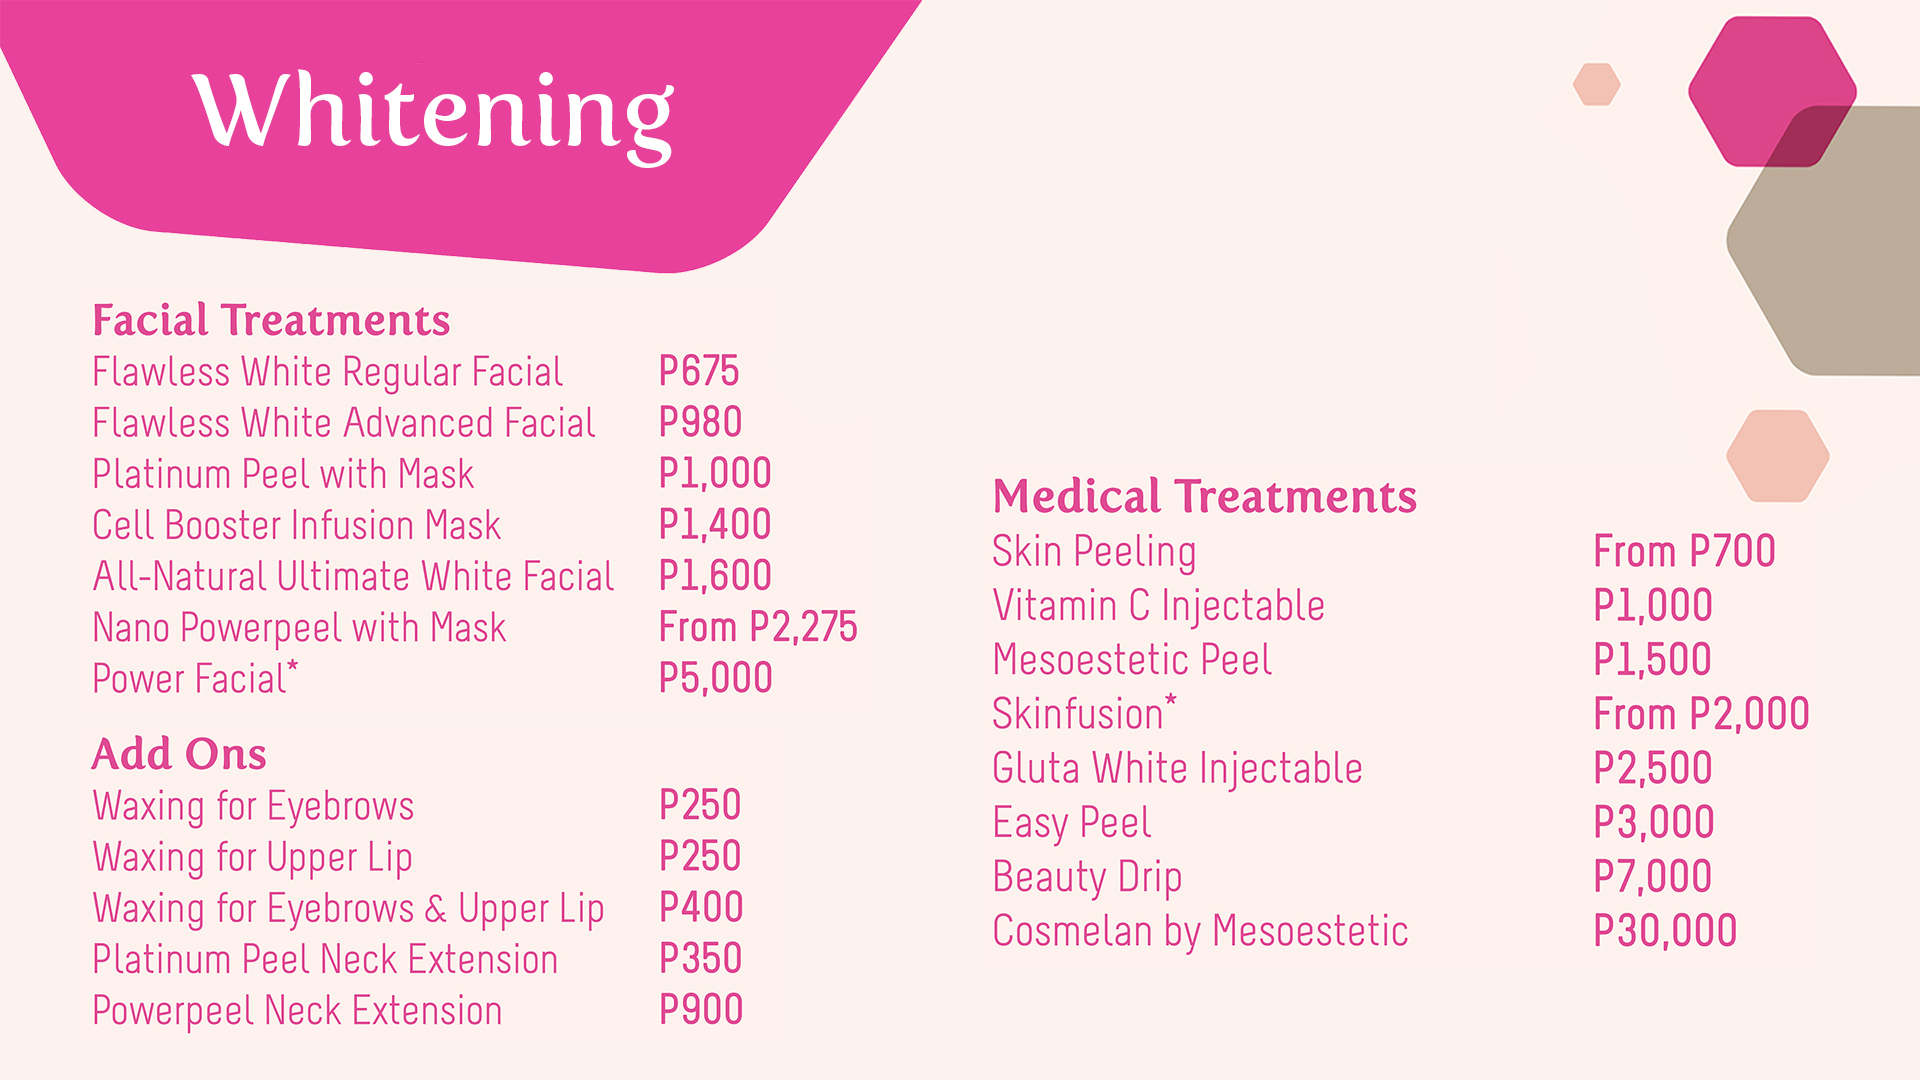 Whitening
Facial Treatments
Flawless White Regular Facial P675
Flawless White Advanced Facial P980
Platinum Peel with Mask P1,000
Cell Booster Infusion Mask P1,400
All-Natural Ultimate White Facial P1,600
Nano Powerpeel with Mask From P2,275
Power Facial* P5,000
Add Ons
Waxing for Eyebrows P250
Waxing for Upper Lip P250
Waxing for Eyebrows & Upper Lip P400
Platinum Peel Neck Extension P350
Powerpeel Neck Extension P900
Medical Treatments
Skin Peeling From P700
Vitamin C Injectable P1,000
Mesoestetic Peel P1,500
Skinfusion* From P2,000
Gluta White Injectable P2,500
Easy Peel P3,000
Beauty Drip P7,000
Cosmelan by Mesoestetic P30,000